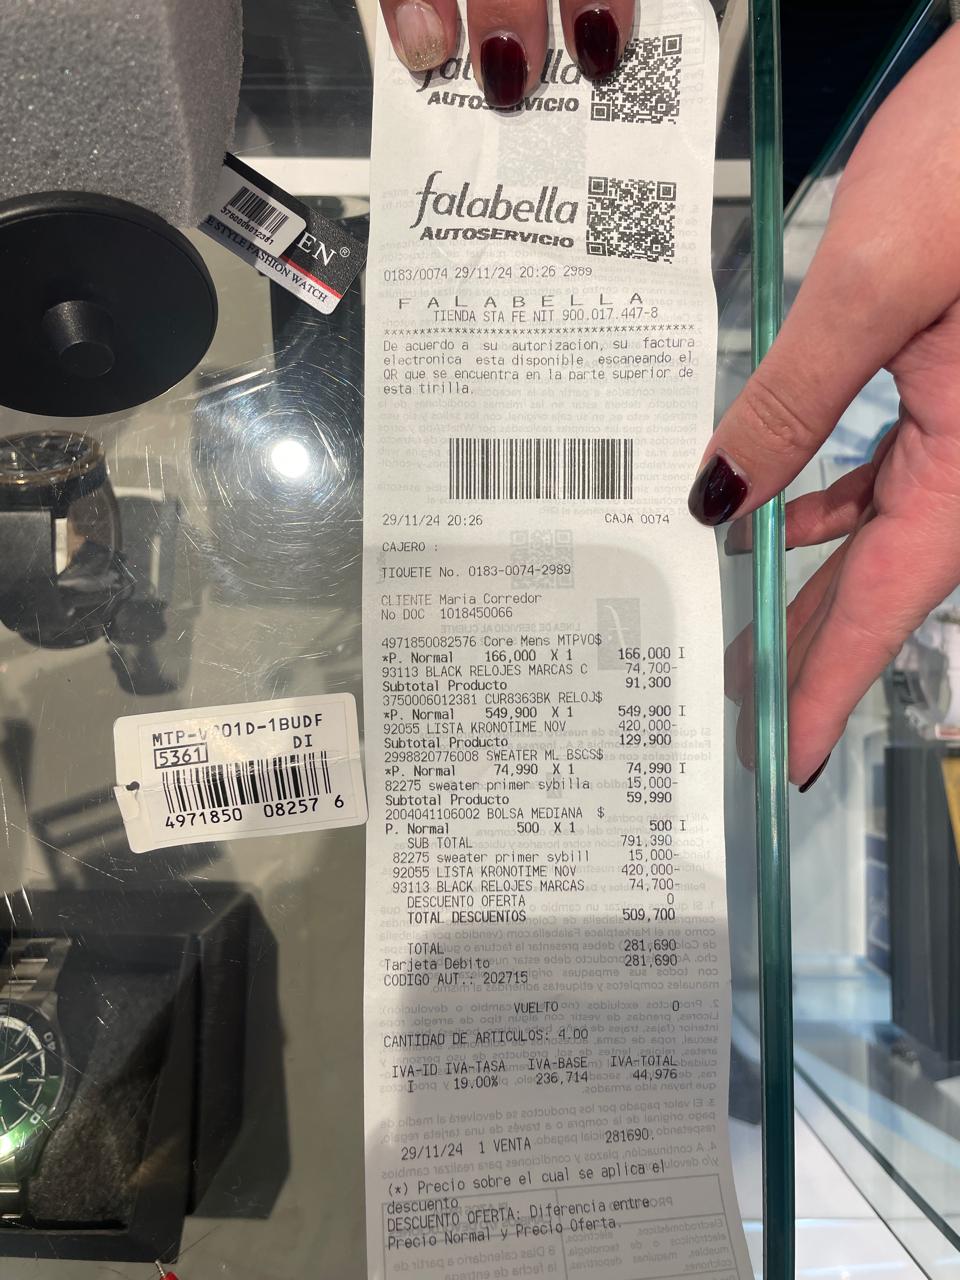 falabella
AUTOSERVICIO
falabella
AUTOSERVICIO
0183/0074 29/11/24 20:26 2989
F A L A B E L L A
TIENDA STA FE NIT 900.017.447-8
De acuerdo a su autorizacion, su factura
electronica esta disponible escaneando el
QR que se encuentra en la parte superior de
esta tirilla.
29/11/24 20:26 CAJA 0074
CAJERO :
TIQUETE No. 0183-0074-2989
CLIENTE Maria Corredor
No DOC 1018450066
4971850082576 Core Mens MTPVO$
*P. Normal 166,000 X 1 166,000 I
93113 BLACK RELOJES MARCAS C 74,700-
Subtotal Producto 91,300
3750006012381 CUR8363BK RELOJ$
*P. Normal 549,900 X 1 549,900 I
92055 LISTA KRONOTIME NOV 420,000-
Subtotal Producto 129,900
2998820776008 SWEATER ML BSCS$
*P. Normal 74,990 X 1 74,990 I
82275 sweater primer sybilla 15,000-
Subtotal Producto 59,990
2004041106002 BOLSA MEDIANA $
P. Normal 500 X 1 500 I
SUB TOTAL 791,390
82275 sweater primer sybill 15,000-
92055 LISTA KRONOTIME NOV 420,000-
93113 BLACK RELOJES MARCAS 74,700-
DESCUENTO OFERTA 0
TOTAL DESCUENTOS 509,700
TOTAL 281,690
Tarjeta Debito 281,690
CODIGO AUT.: 202715
VUELTO 0
CANTIDAD DE ARTICULOS: 4.00
IVA-ID IVA-TASA IVA-BASE IVA-TOTAL
I 19.00% 236,714 44,976
29/11/24 1 VENTA 281690.
(*) Precio sobre el cual se aplica el
descuento
DESCUENTO OFERTA: Diferencia entre
Precio Normal y Precio Oferta.
3750006012381
EN®
E STYLE FASHION WATCH
MTP-V001D-1BUDF
5361 DI
4971850 08257 6